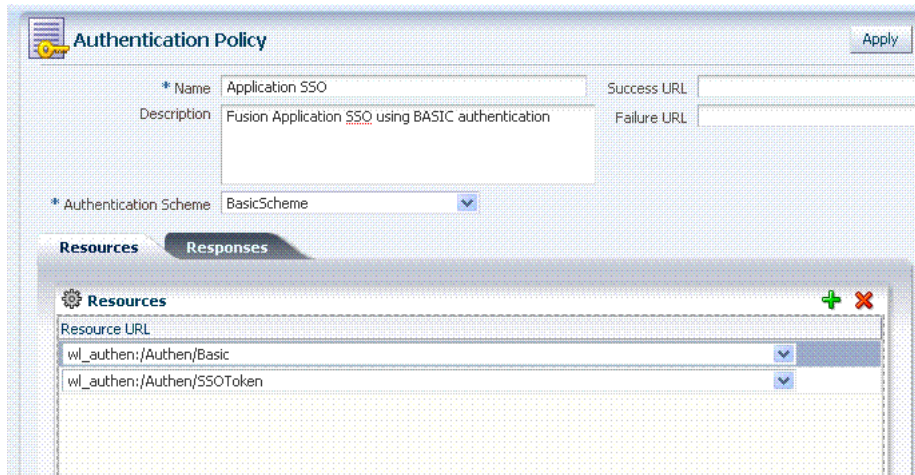 Authentication Policy
Apply
* Name Application SSO
Success URL
Description Fusion Application SSO using BASIC authentication
Failure URL
* Authentication Scheme BasicScheme
Resources Responses
Resources
Resource URL
wl_authen:/Authen/Basic
wl_authen:/Authen/SSOToken